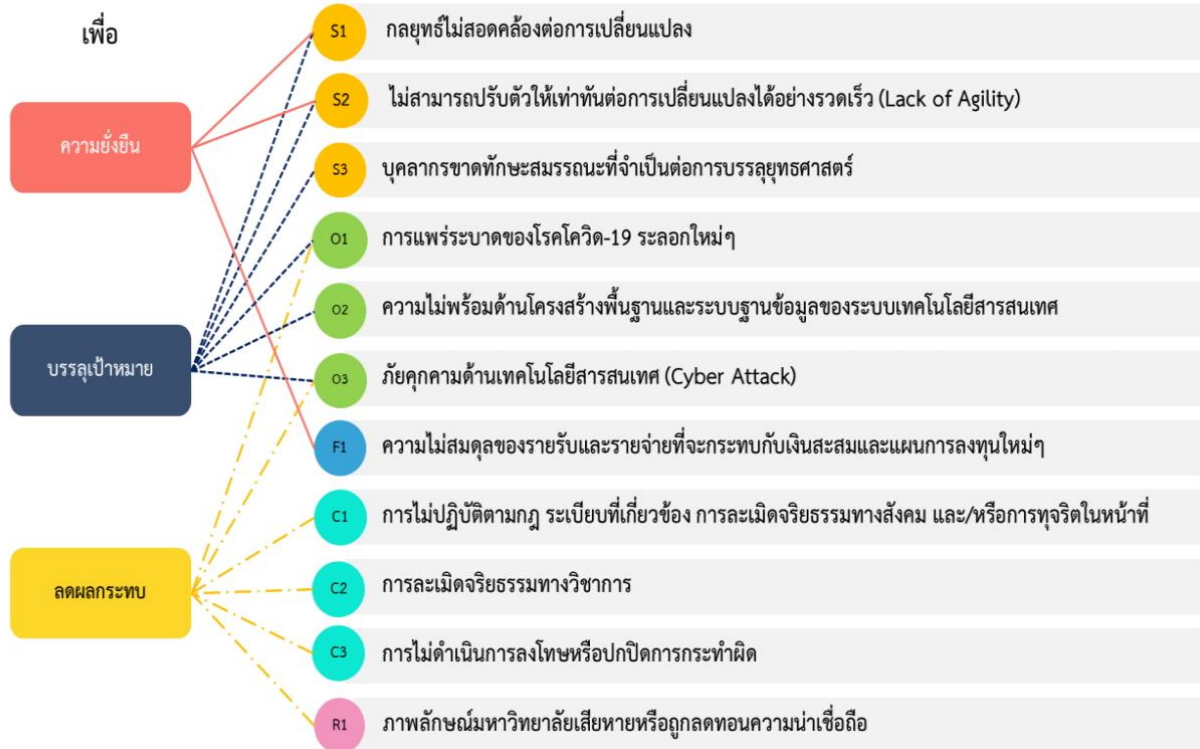 เพื่อ
S1 กลยุทธ์ไม่สอดคล้องต่อการเปลี่ยนแปลง
S2 ไม่สามารถปรับตัวให้เท่าทันต่อการเปลี่ยนแปลงได้อย่างรวดเร็ว (Lack of Agility)
ความยั่งยืน
S3 บุคลากรขาดทักษะสมรรถนะที่จำเป็นต่อการบรรลุยุทธศาสตร์
O1 การแพร่ระบาดของโรคโควิด-19 ระลอกใหม่ๆ
O2 ความไม่พร้อมด้านโครงสร้างพื้นฐานและระบบฐานข้อมูลของระบบเทคโนโลยีสารสนเทศ
บรรลุเป้าหมาย
O3 ภัยคุกคามด้านเทคโนโลยีสารสนเทศ (Cyber Attack)
F1 ความไม่สมดุลของรายรับและรายจ่ายที่จะกระทบกับเงินสะสมและแผนการลงทุนใหม่ๆ
C1 การไม่ปฏิบัติตามกฎ ระเบียบที่เกี่ยวข้อง การละเมิดจริยธรรมทางสังคม และ/หรือการทุจริตในหน้าที่
C2 การละเมิดจริยธรรมทางวิชาการ
ลดผลกระทบ
C3 การไม่ดำเนินการลงโทษหรือปกปิดการกระทำผิด
R1 ภาพลักษณ์มหาวิทยาลัยเสียหายหรือถูกลดทอนความน่าเชื่อถือ